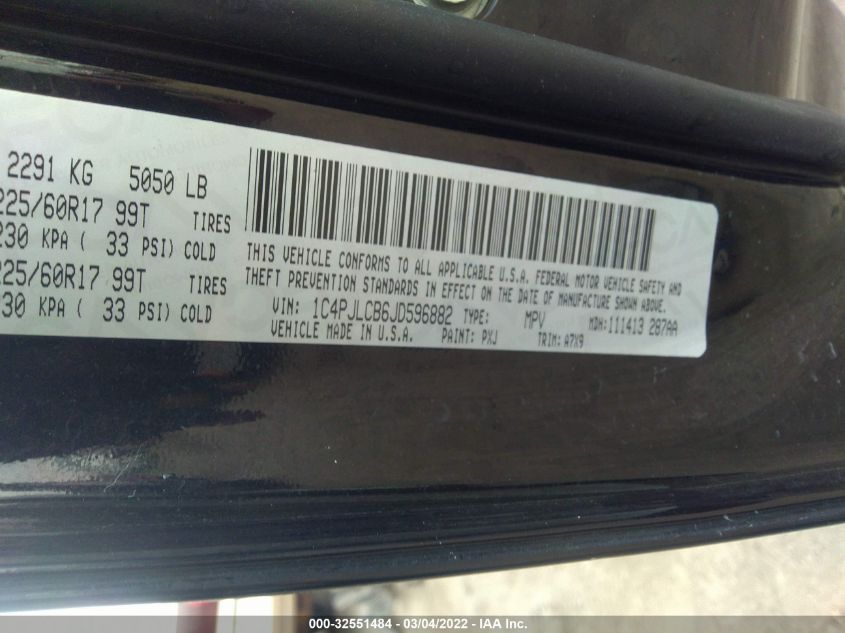 2291 KG 5050 LB
225/60R17 99T TIRES
230 KPA ( 33 PSI) COLD
225/60R17 99T TIRES
230 KPA ( 33 PSI) COLD
THIS VEHICLE CONFORMS TO ALL APPLICABLE U.S.A. FEDERAL MOTOR VEHICLE SAFETY AND
THEFT PREVENTION STANDARDS IN EFFECT ON THE DATE OF MANUFACTURE SHOWN ABOVE.
VIN: 1C4PJLCB6JD596882 TYPE: MPV MDH:111413 287AA
VEHICLE MADE IN U.S.A. PAINT: PXJ TRIM: A7X9
000-32551484 - 03/04/2022 - IAA Inc.